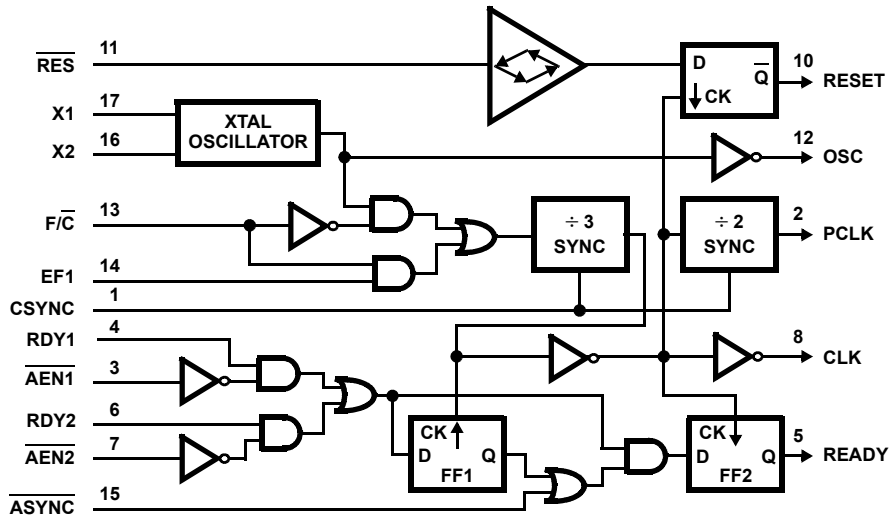 RES 11
X1 17
X2 16
XTAL
OSCILLATOR
D Q
CK
10 RESET
12 OSC
F/C 13
÷ 3
SYNC
÷ 2
SYNC
2 PCLK
EF1 14
CSYNC 1
RDY1 4
AEN1 3
RDY2 6
AEN2 7
ASYNC 15
CK
D Q
FF1
8 CLK
CK
D Q
FF2
5 READY